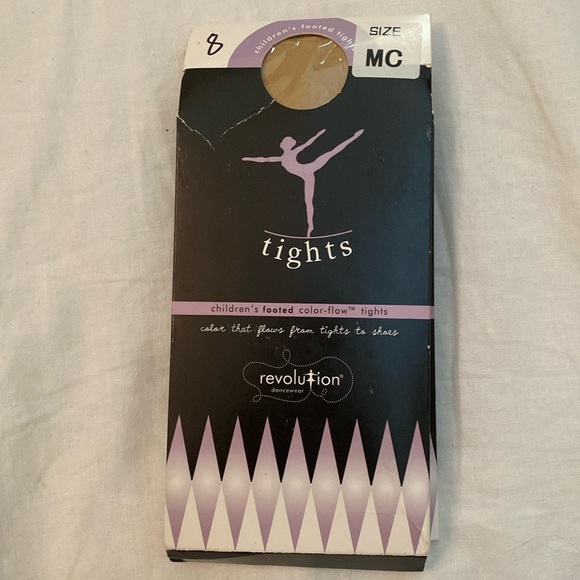 8
children's footed tight
SIZE
MC
tights
children's footed color-flow™ tights
color that flows from tights to shoes
revolution®
dancewear